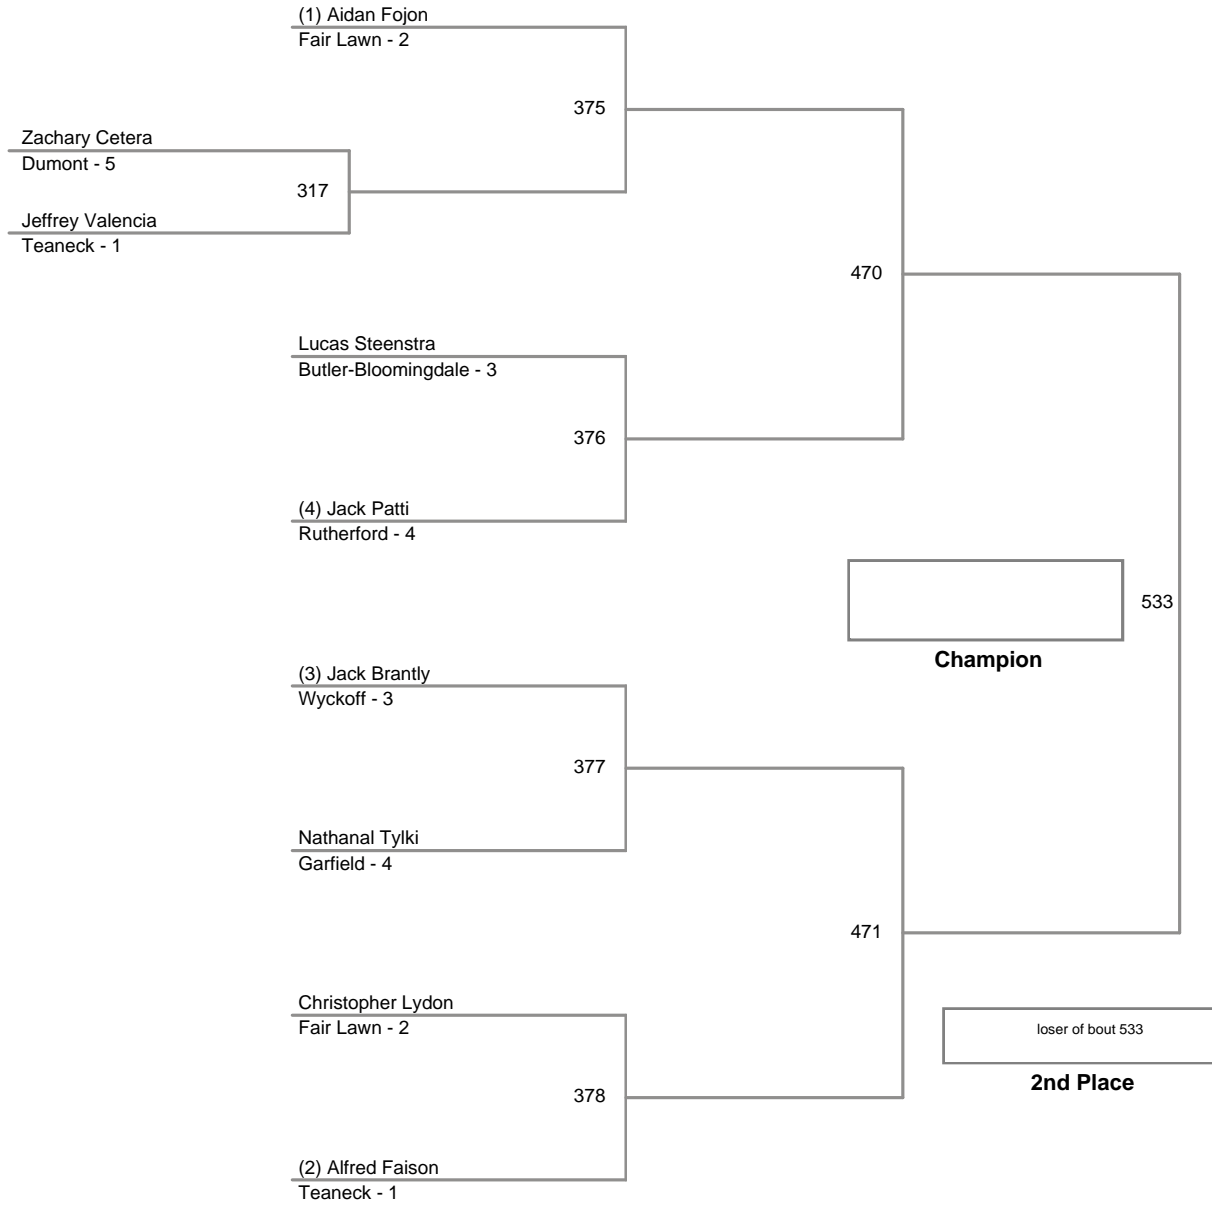 (1) Aidan Fojon
Fair Lawn - 2
375
Zachary Cetera
Dumont - 5
317
Jeffrey Valencia
Teaneck - 1
470
Lucas Steenstra
Butler-Bloomingdale - 3
376
(4) Jack Patti
Rutherford - 4
533
Champion
(3) Jack Brantly
Wyckoff - 3
377
Nathanal Tylki
Garfield - 4
471
Christopher Lydon
Fair Lawn - 2
loser of bout 533
2nd Place
378
(2) Alfred Faison
Teaneck - 1